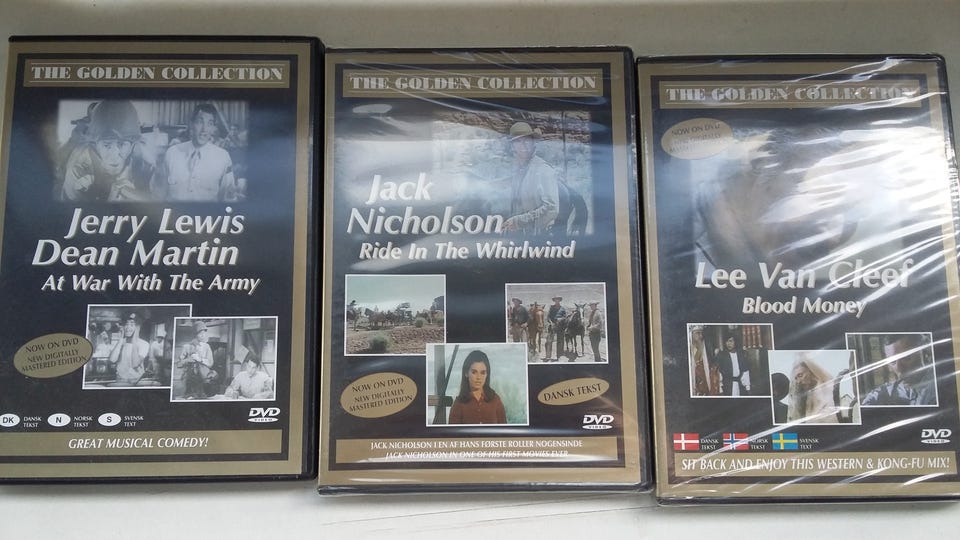 THE GOLDEN COLLECTION
Jerry Lewis
Dean Martin
At War With The Army
NOW ON DVD
NEW DIGITALLY
MASTERED EDITION
DK DANSK TEKST
N NORSK TEKST
S SVENSK TEKST
DVD
VIDEO
GREAT MUSICAL COMEDY!
THE GOLDEN COLLECTION
Jack
Nicholson
Ride In The Whirlwind
NOW ON DVD
NEW DIGITALLY
MASTERED EDITION
DANSK TEKST
DVD
VIDEO
JACK NICHOLSON I EN AF HANS FØRSTE ROLLER NOGENSINDE
JACK NICHOLSON IN ONE OF HIS FIRST MOVIES EVER
THE GOLDEN COLLECTION
NOW ON DVD
Lee Van Cleef
Blood Money
DANSK TEKST
NORSK TEKST
SVENSK TEXT
DVD
VIDEO
SIT BACK AND ENJOY THIS WESTERN & KONG-FU MIX!